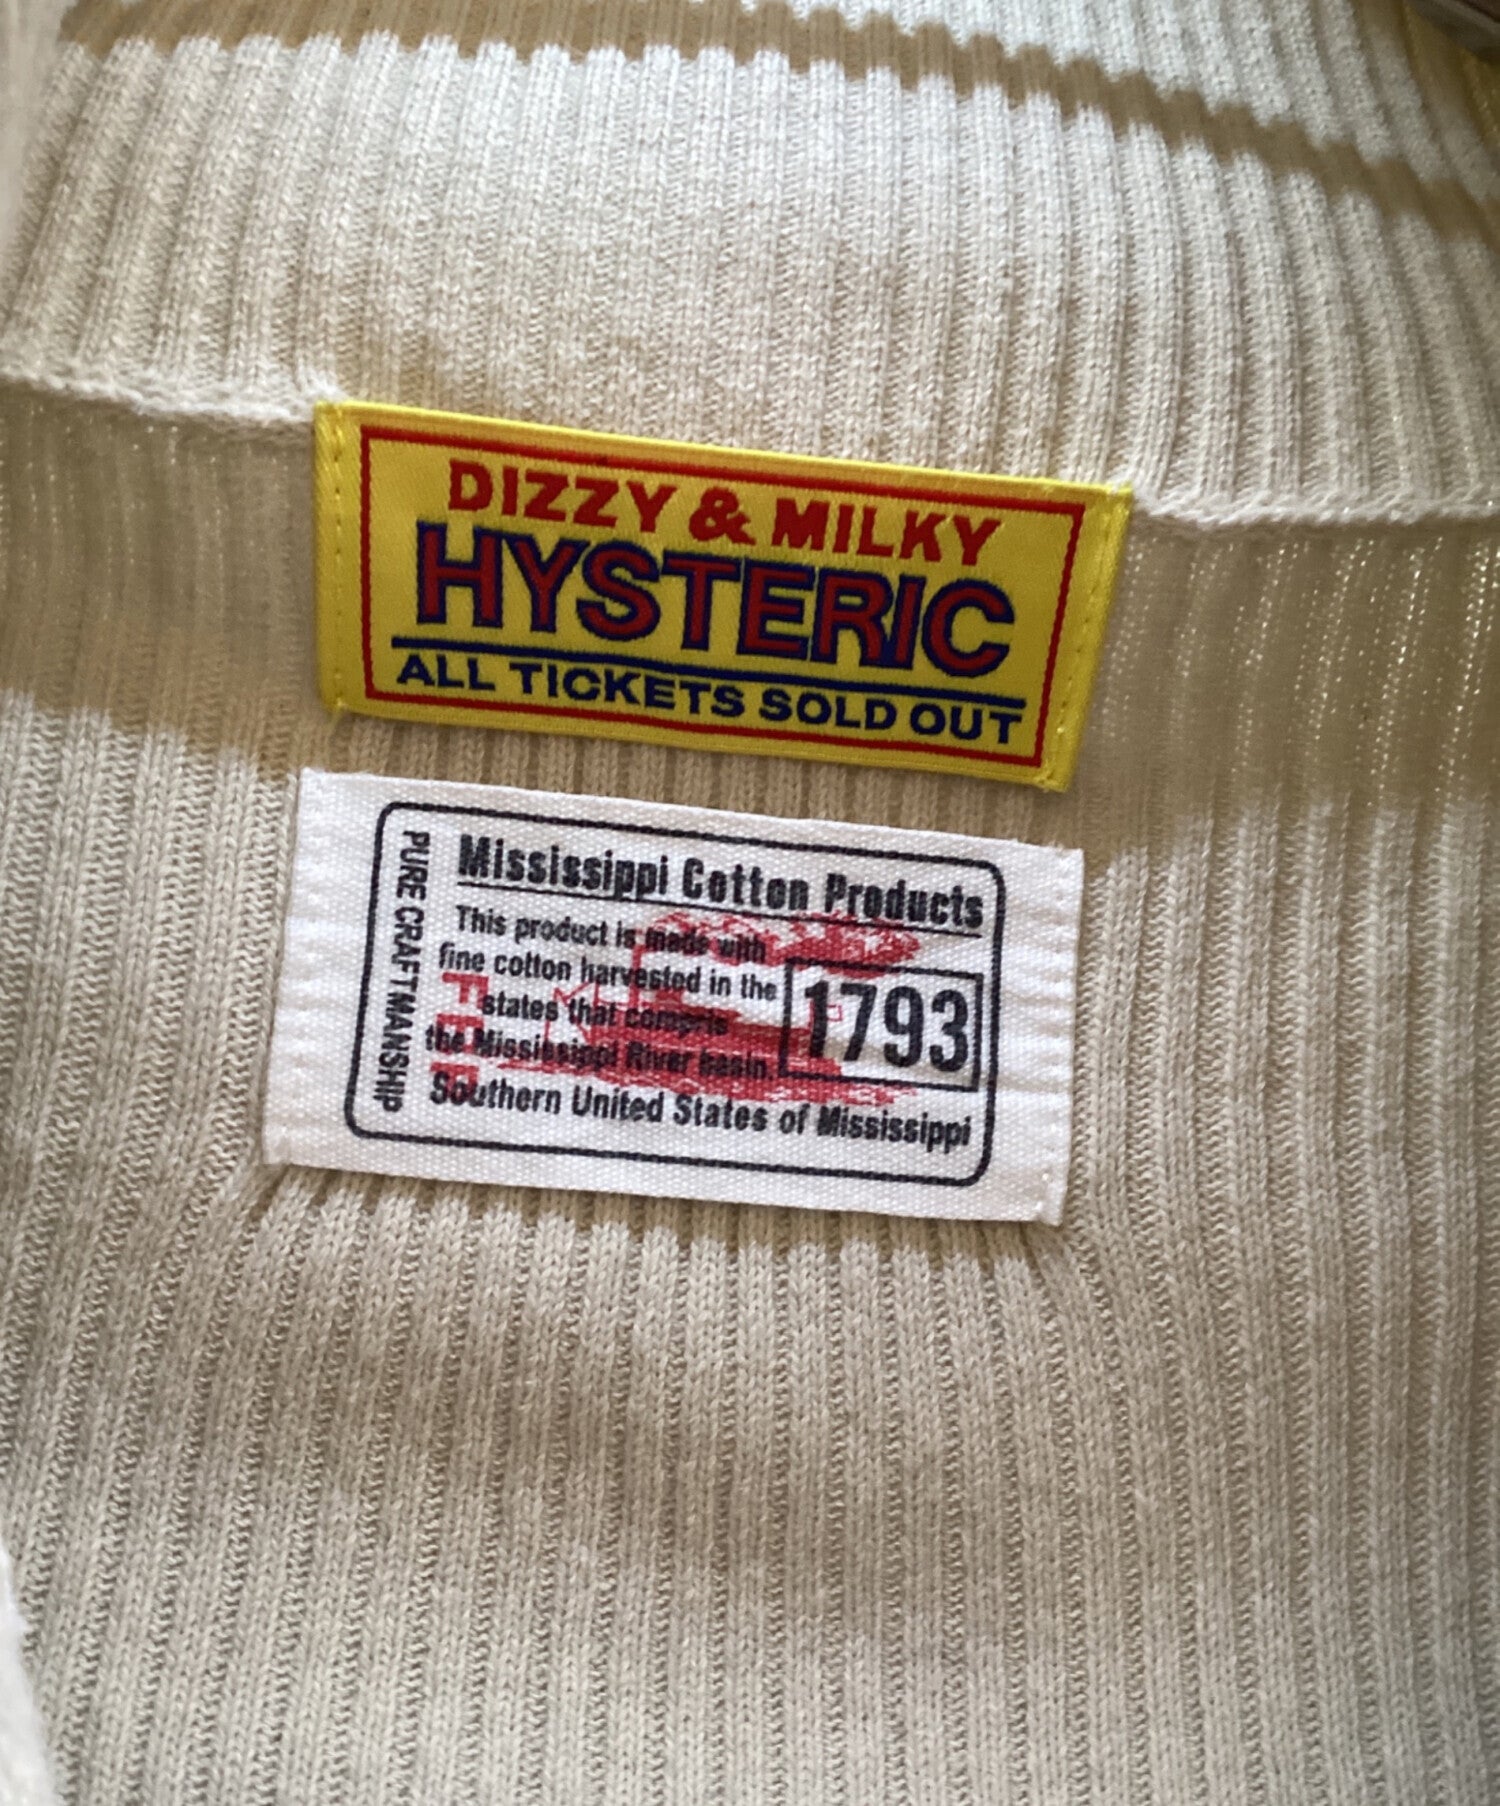 DIZZY & MILKY
HYSTERIC
ALL TICKETS SOLD OUT
PURE CRAFTMANSHIP
Mississippi Cotton Products
This product is made with
fine cotton harvested in the
states that compris
the Mississippi River basin.
1793
Southern United States of Mississippi